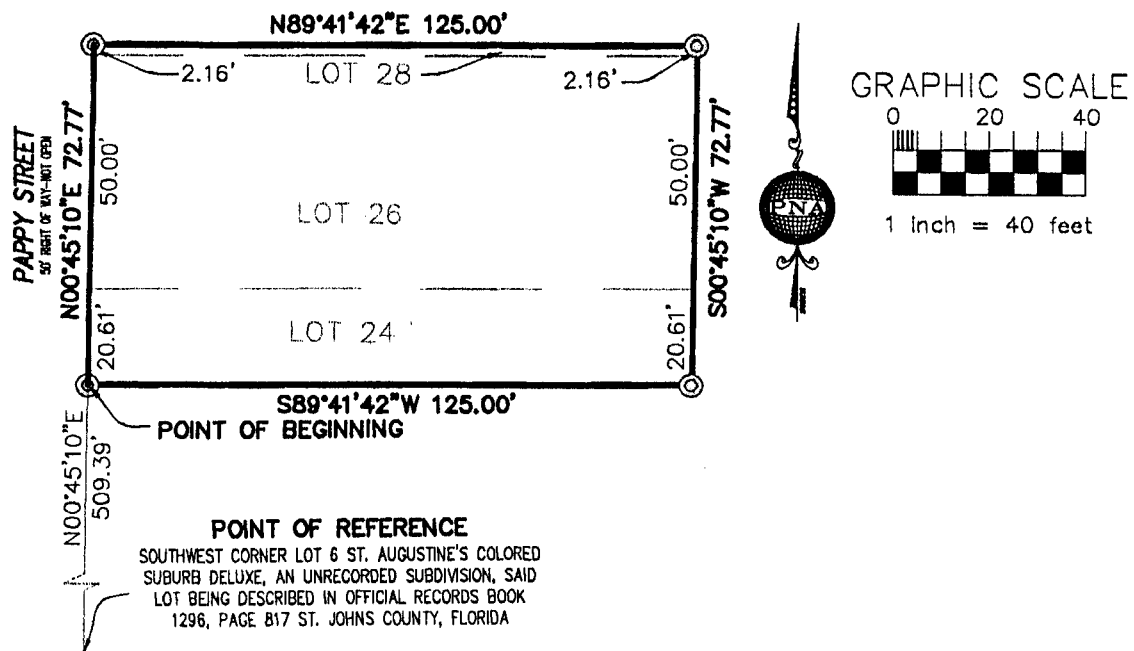 N89°41'42"E 125.00'
2.16'
LOT 28
2.16'
GRAPHIC SCALE
0 20 40
1 inch = 40 feet
PNA
PAPPY STREET
50' RIGHT OF WAY-NOT OPEN
N00°45'10"E 72.77'
50.00'
LOT 26
50.00'
S00°45'10"W 72.77'
20.61'
LOT 24
20.61'
S89°41'42"W 125.00'
POINT OF BEGINNING
N00°45'10"E
509.39'
POINT OF REFERENCE
SOUTHWEST CORNER LOT 6 ST. AUGUSTINE'S COLORED
SUBURB DELUXE, AN UNRECORDED SUBDIVISION, SAID
LOT BEING DESCRIBED IN OFFICIAL RECORDS BOOK
1296, PAGE 817 ST. JOHNS COUNTY, FLORIDA